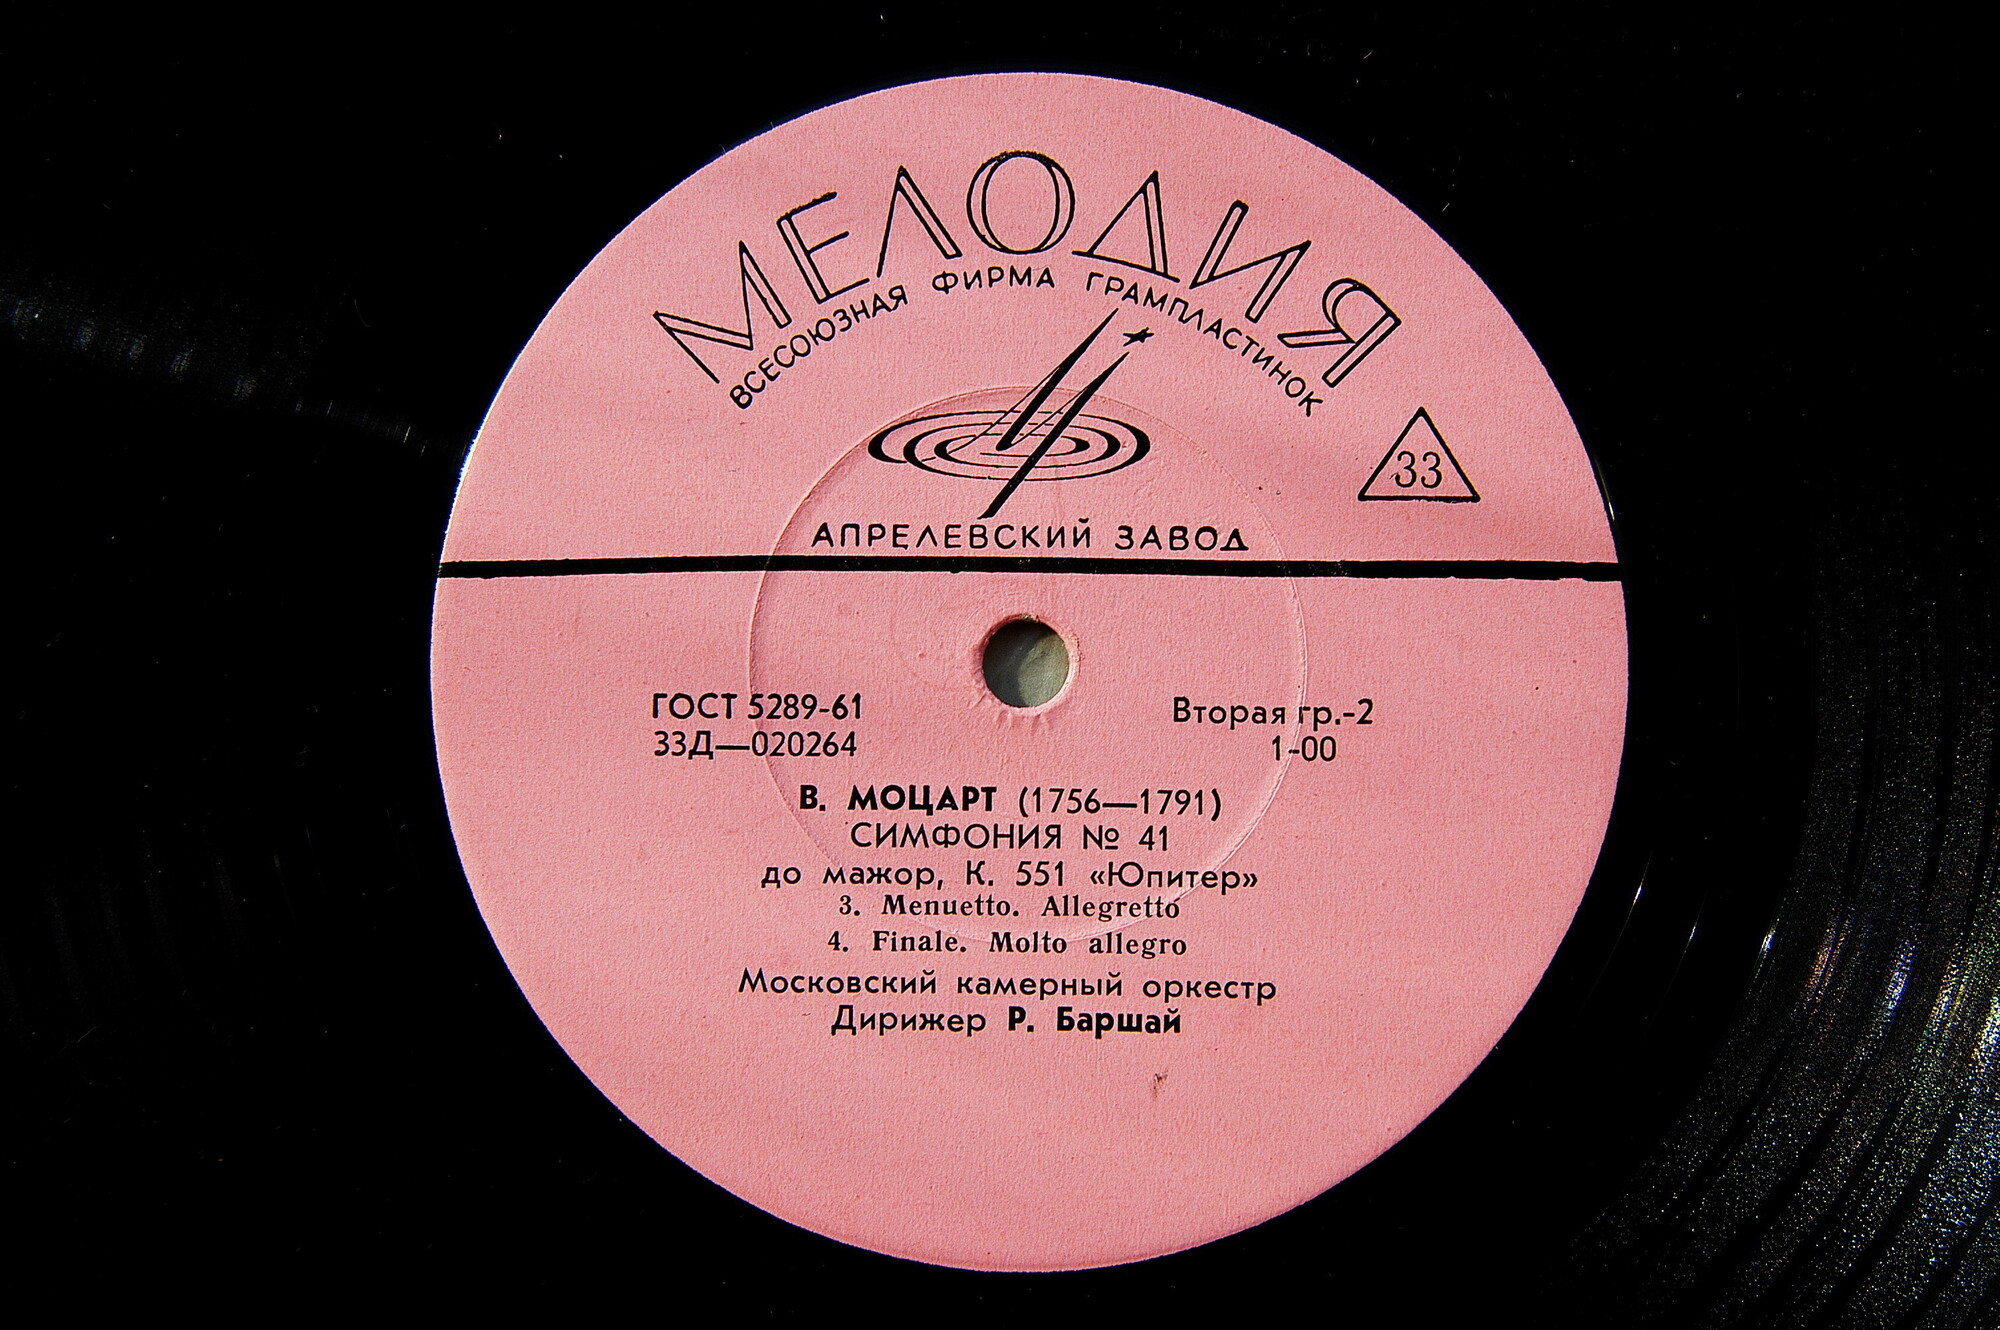 МЕЛОДИЯ
ВСЕСОЮЗНАЯ ФИРМА ГРАМПЛАСТИНОК
33
АПРЕЛЕВСКИЙ ЗАВОД
ГОСТ 5289-61
33Д—020264
Вторая гр.-2
1-00
В. МОЦАРТ (1756—1791)
СИМФОНИЯ № 41
до мажор, К. 551 «Юпитер»
3. Menuetto. Allegretto
4. Finale. Molto allegro
Московский камерный оркестр
Дирижер Р. Баршай